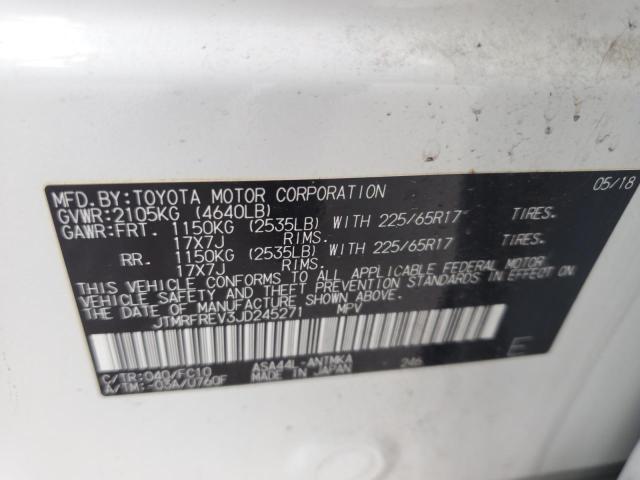 MFD.BY:TOYOTA MOTOR CORPORATION 05/18
GVWR:2105KG (4640LB)
GAWR:FRT. 1150KG (2535LB) WITH 225/65R17 TIRES.
17X7J RIMS.
RR. 1150KG (2535LB) WITH 225/65R17 TIRES.
17X7J RIMS.
THIS VEHICLE CONFORMS TO ALL APPLICABLE FEDERAL MOTOR
VEHICLE SAFETY AND THEFT PREVENTION STANDARDS IN EFFECT ON
THE DATE OF MANUFACTURE SHOWN ABOVE.
JTMRFREV3JD245271 MPV
C/TR:040/FC10 ASA44L-ANTMKA 246 E
A/TM:-03A/U760F MADE IN JAPAN